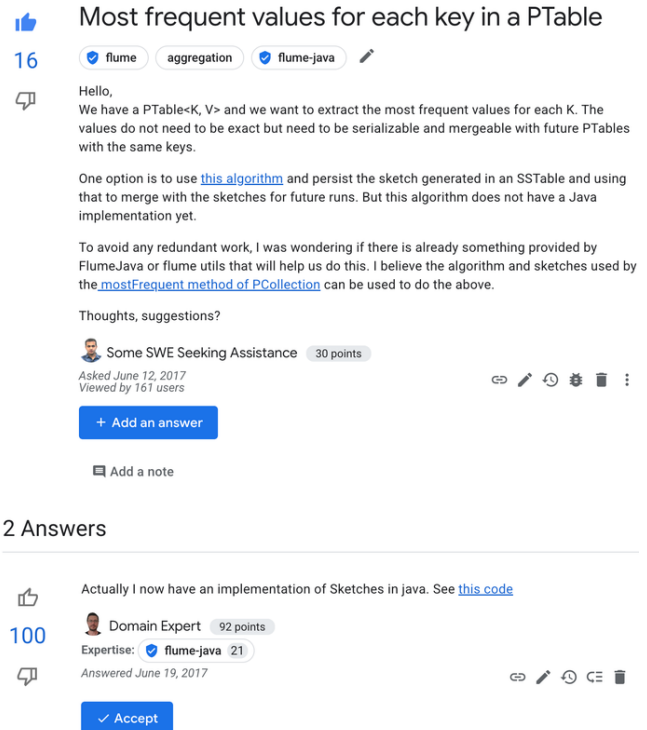 Most frequent values for each key in a PTable
16
flume aggregation flume-java
Hello,
We have a PTable<K, V> and we want to extract the most frequent values for each K. The
values do not need to be exact but need to be serializable and mergeable with future PTables
with the same keys.
One option is to use this algorithm and persist the sketch generated in an SSTable and using
that to merge with the sketches for future runs. But this algorithm does not have a Java
implementation yet.
To avoid any redundant work, I was wondering if there is already something provided by
FlumeJava or flume utils that will help us do this. I believe the algorithm and sketches used by
the mostFrequent method of PCollection can be used to do the above.
Thoughts, suggestions?
Some SWE Seeking Assistance 30 points
Asked June 12, 2017
Viewed by 161 users
+ Add an answer
Add a note
2 Answers
Actually I now have an implementation of Sketches in java. See this code
100
Domain Expert 92 points
Expertise: flume-java 21
Answered June 19, 2017
Accept